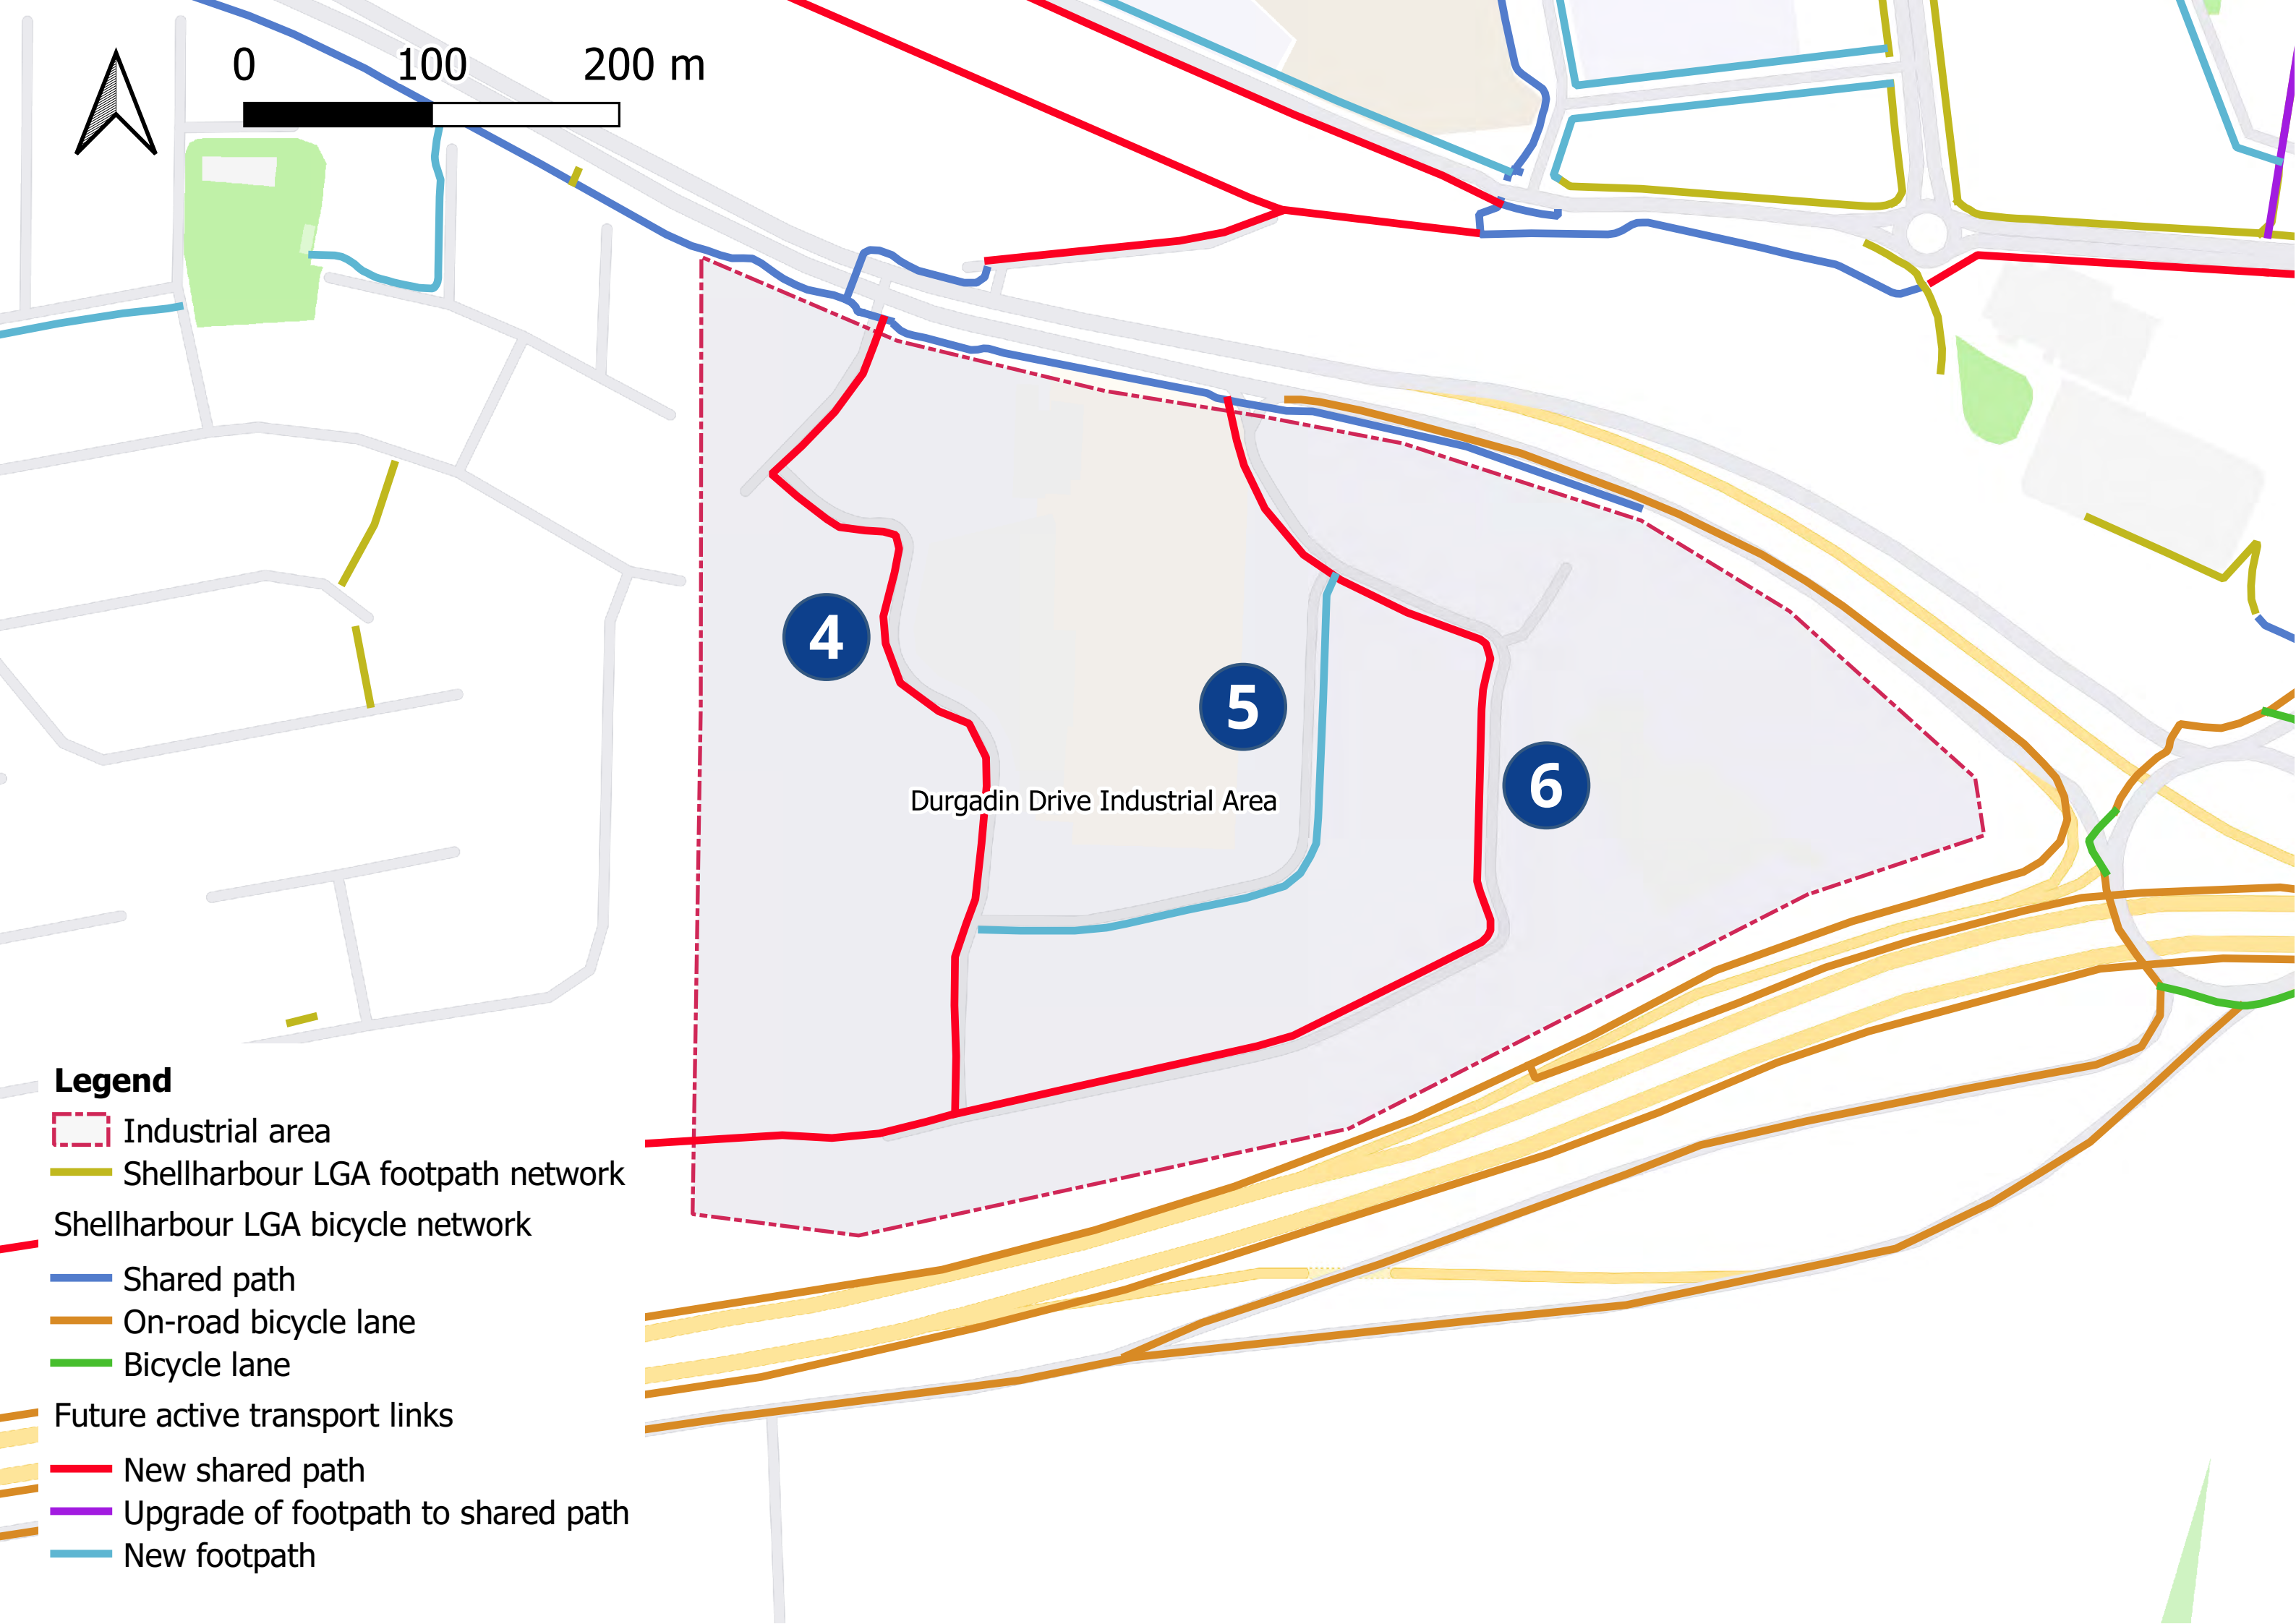 0 100 200 m
4
5
6
Durgadin Drive Industrial Area
Legend
Industrial area
Shellharbour LGA footpath network
Shellharbour LGA bicycle network
Shared path
On-road bicycle lane
Bicycle lane
Future active transport links
New shared path
Upgrade of footpath to shared path
New footpath